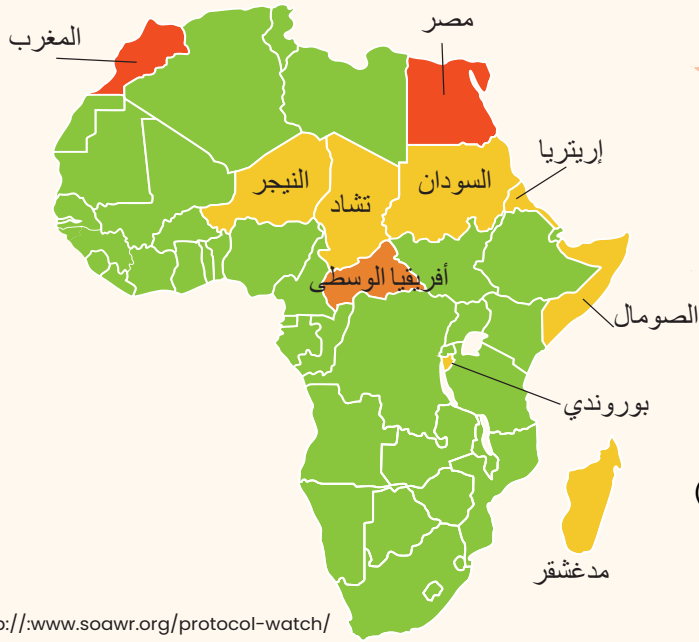 مصر
المغرب
إريتريا
السودان
النيجر
تشاد
أفريقيا الوسطى
الصومال
بوروندي
مدغشقر
p://:www.soawr.org/protocol-watch/